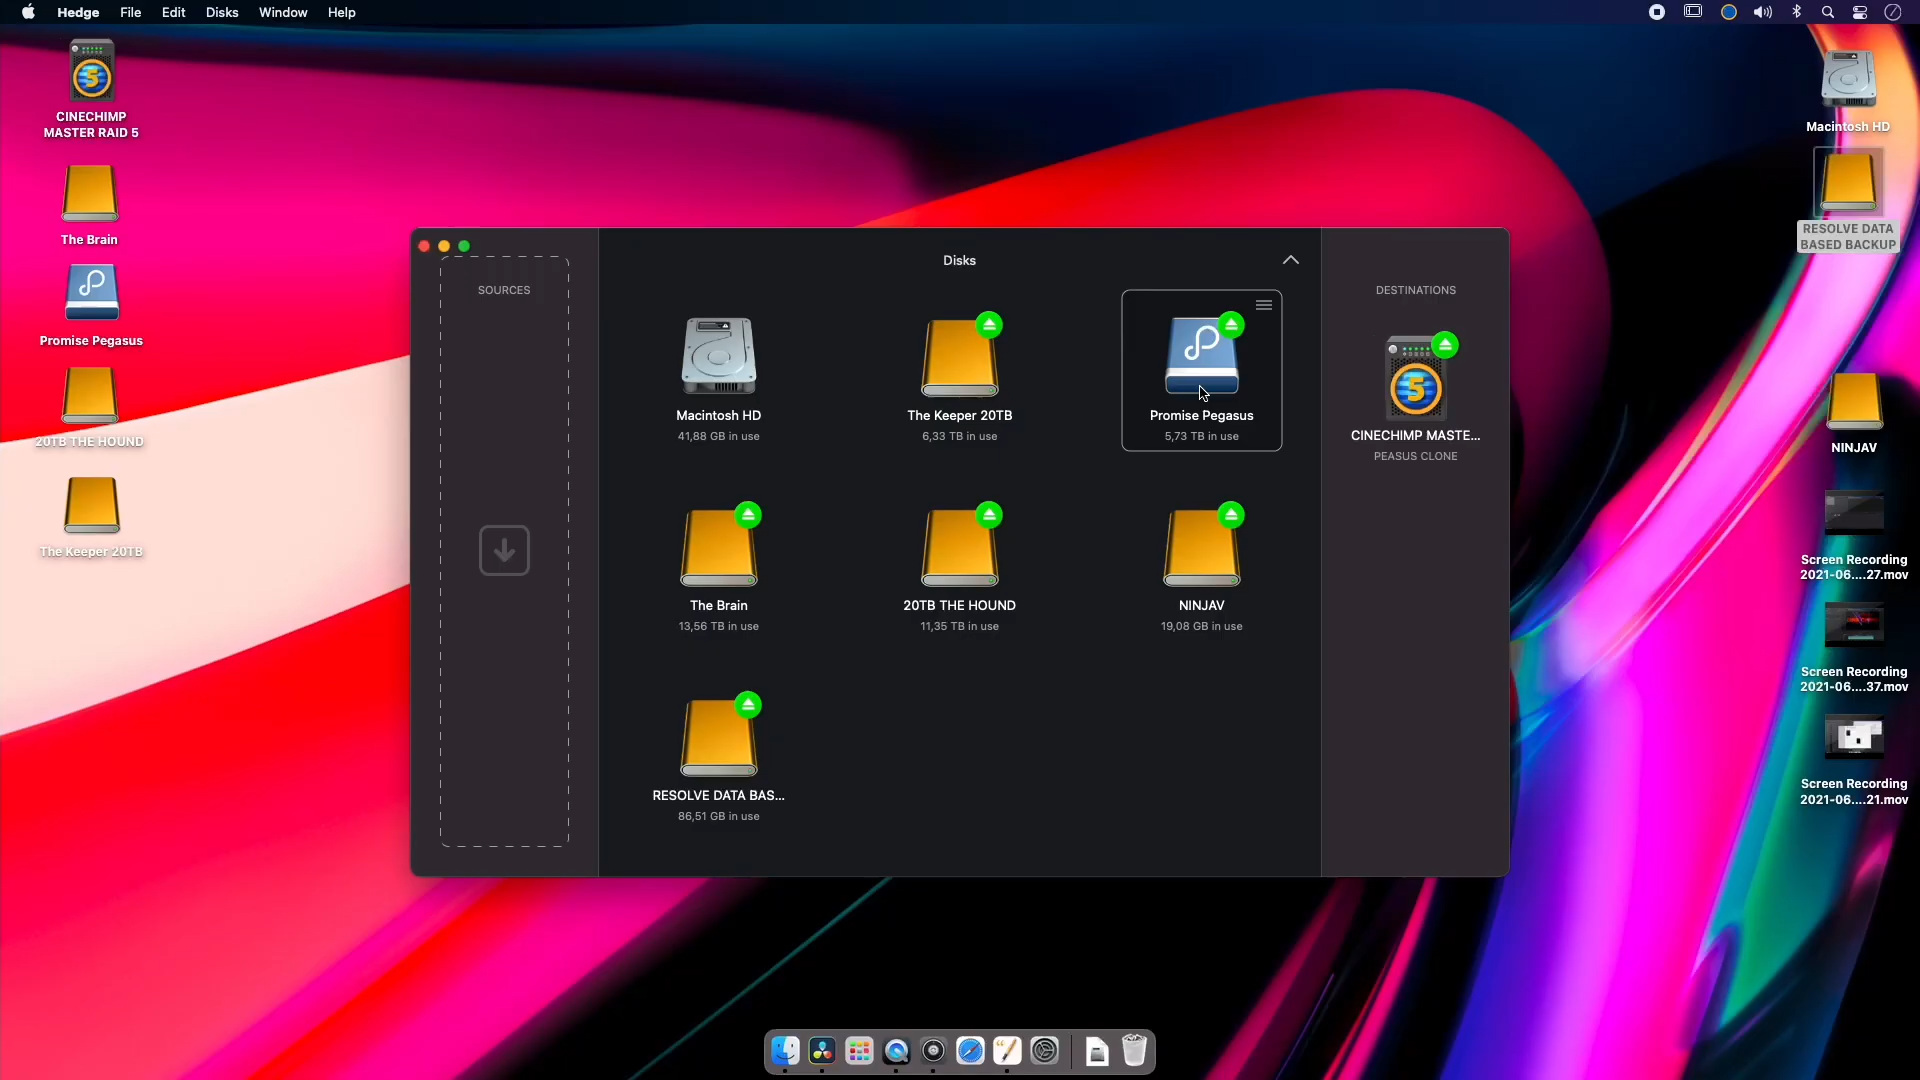 Hedge File Edit Disks Window Help
5
CINECHIMP
MASTER RAID 5
The Brain
Promise Pegasus
20TB THE HOUND
The Keeper 20TB
SOURCES
Disks
Macintosh HD
41,88 GB in use
The Keeper 20TB
6,33 TB in use
Promise Pegasus
5,73 TB in use
The Brain
13,56 TB in use
20TB THE HOUND
11,35 TB in use
NINJAV
19,08 GB in use
RESOLVE DATA BAS...
86,51 GB in use
DESTINATIONS
5
CINECHIMP MASTE...
PEASUS CLONE
Macintosh HD
RESOLVE DATA
BASED BACKUP
NINJAV
Screen Recording
2021-06....27.mov
Screen Recording
2021-06....37.mov
Screen Recording
2021-06....21.mov